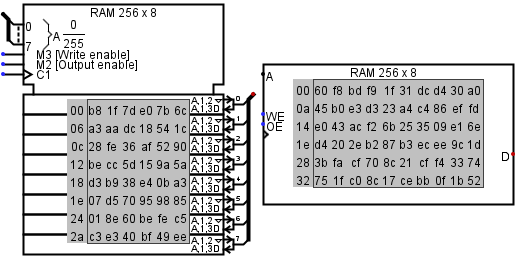 RAM 256 x 8
0
7
A
0
255
M3 [Write enable]
M2 [Output enable]
C1
00 b8 1f 7d e0 7b 6c
06 a3 aa dc 18 54 1c
0c 28 fe 36 af 52 90
12 be cc 5d 15 9a 5a
18 d3 b9 38 e4 0b a3
1e 07 d5 70 95 98 85
24 01 8e 60 be fe c5
2a c3 e3 40 bf 49 ee
A,1,2 0
A,1,3D
A,1,2 1
A,1,3D
A,1,2 2
A,1,3D
A,1,2 3
A,1,3D
A,1,2 4
A,1,3D
A,1,2 5
A,1,3D
A,1,2 6
A,1,3D
A,1,2 7
A,1,3D
RAM 256 x 8
A
WE
OE
D
00 60 f8 bd f9 1f 31 dc d4 30 a0
0a 45 b0 e3 d3 23 a4 c4 86 ef fd
14 e0 43 ac f2 6b 25 35 09 e1 6e
1e d4 20 2e b2 87 b3 ec ee 9c 1d
28 3b fa cf 70 8c 21 cf f4 33 74
32 75 1f c0 8c 17 ce bb 0f 1b 52